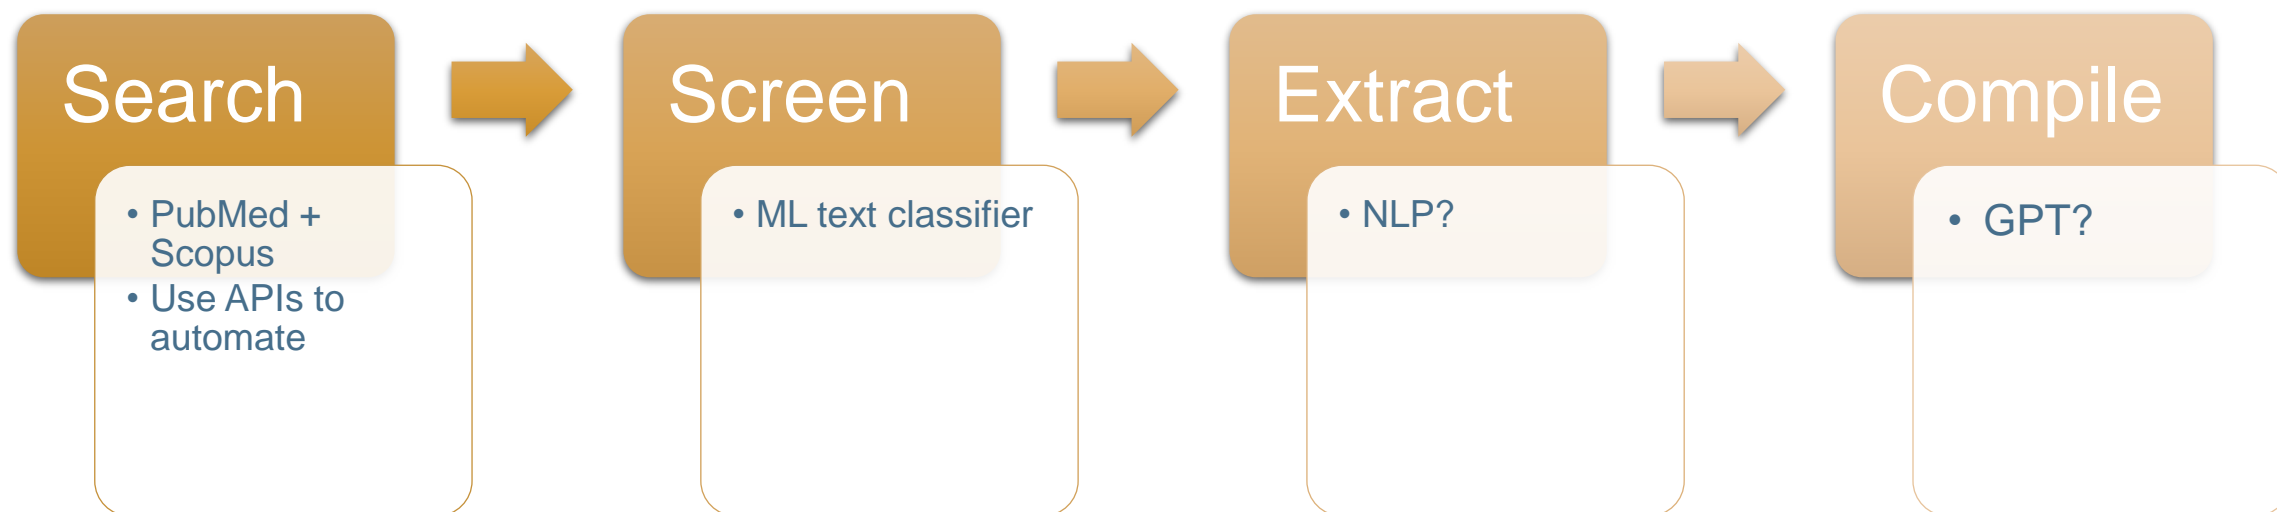 Search
• PubMed +
Scopus
• Use APIs to
automate
Screen
• ML text classifier
Extract
• NLP?
Compile
• GPT?